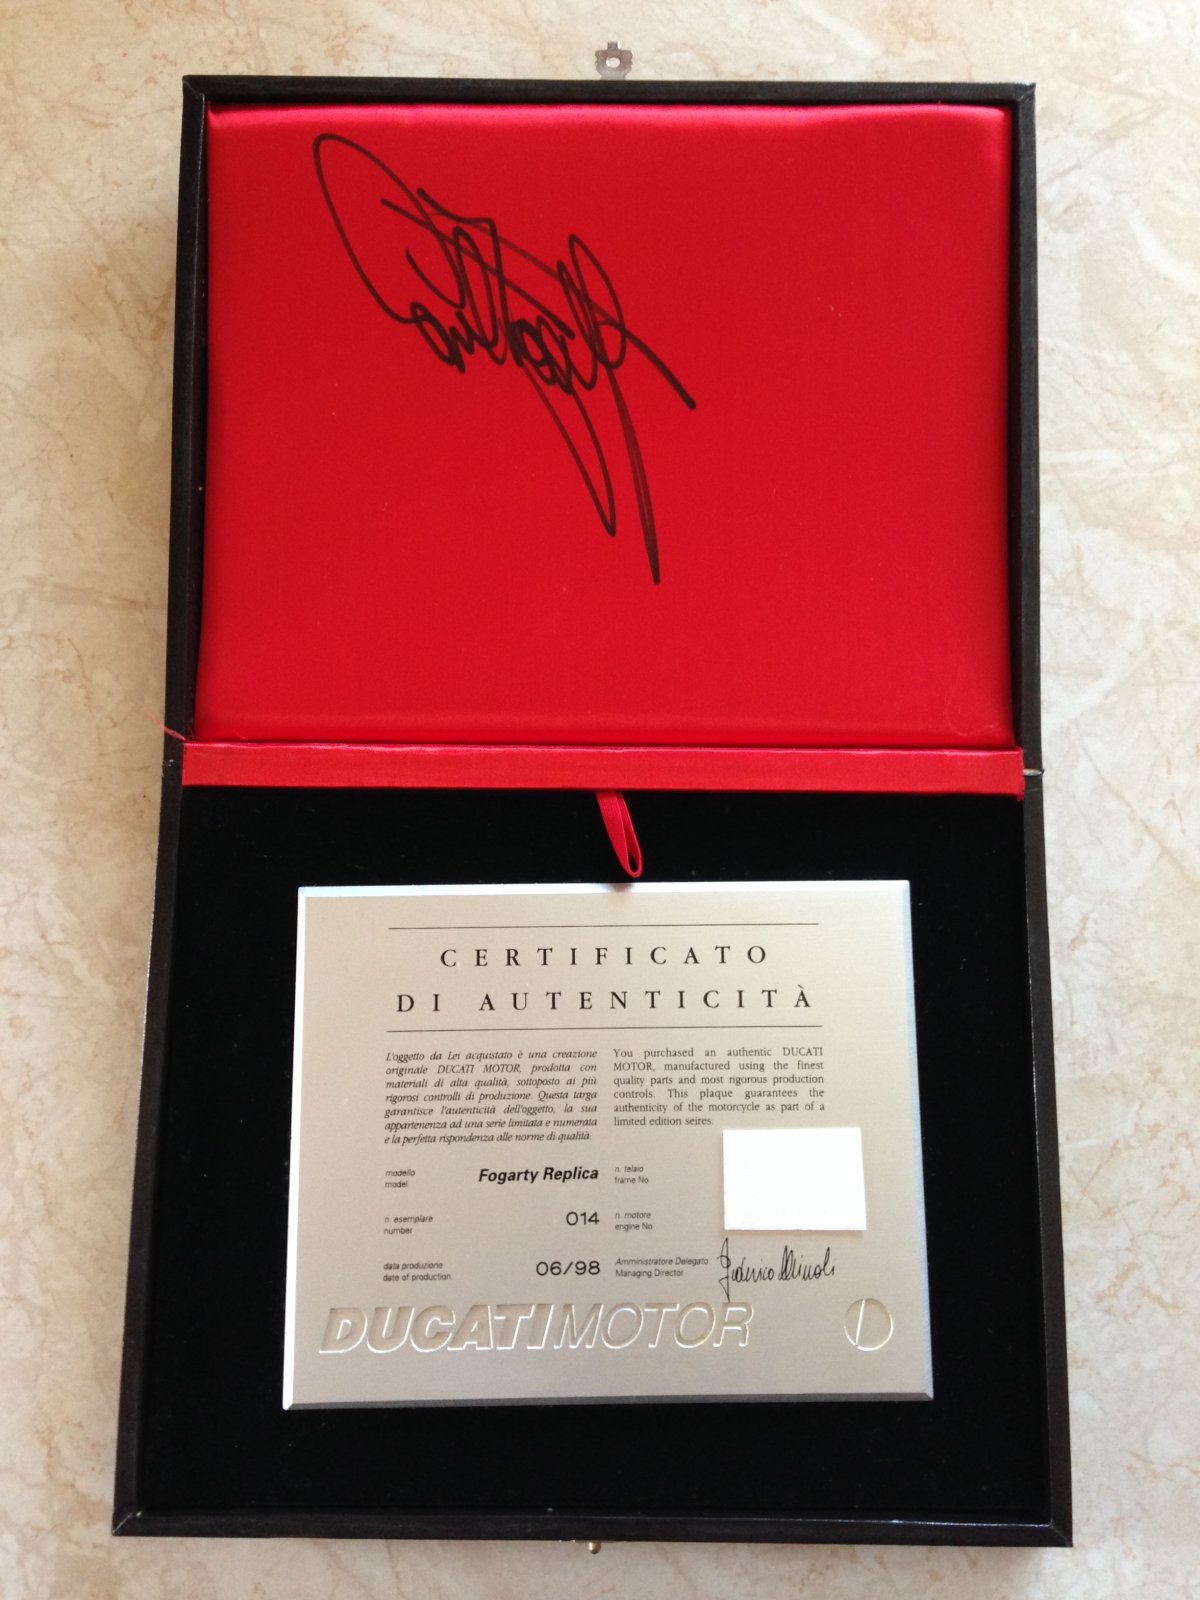 CERTIFICATO
DI AUTENTICITÀ
L'oggetto da Lei acquistato è una creazione
originale DUCATI MOTOR, prodotta con
materiali di alta qualità, sottoposto ai più
rigorosi controlli di produzione. Questa targa
garantisce l'autenticità dell'oggetto, la sua
appartenenza ad una serie limitata e numerata
e la perfetta rispondenza alle norme di qualità.
You purchased an authentic DUCATI
MOTOR, manufactured using the finest
quality parts and most rigorous production
controls. This plaque guarantees the
authenticity of the motorcycle as part of a
limited edition seires.
modello
model
Fogarty Replica
n. telaio
frame No
n. esemplare
number
014
n. motore
engine No
data produzione
date of production
06/98
Amministratore Delegato
Managing Director
Federico Minoli
DUCATIMOTOR